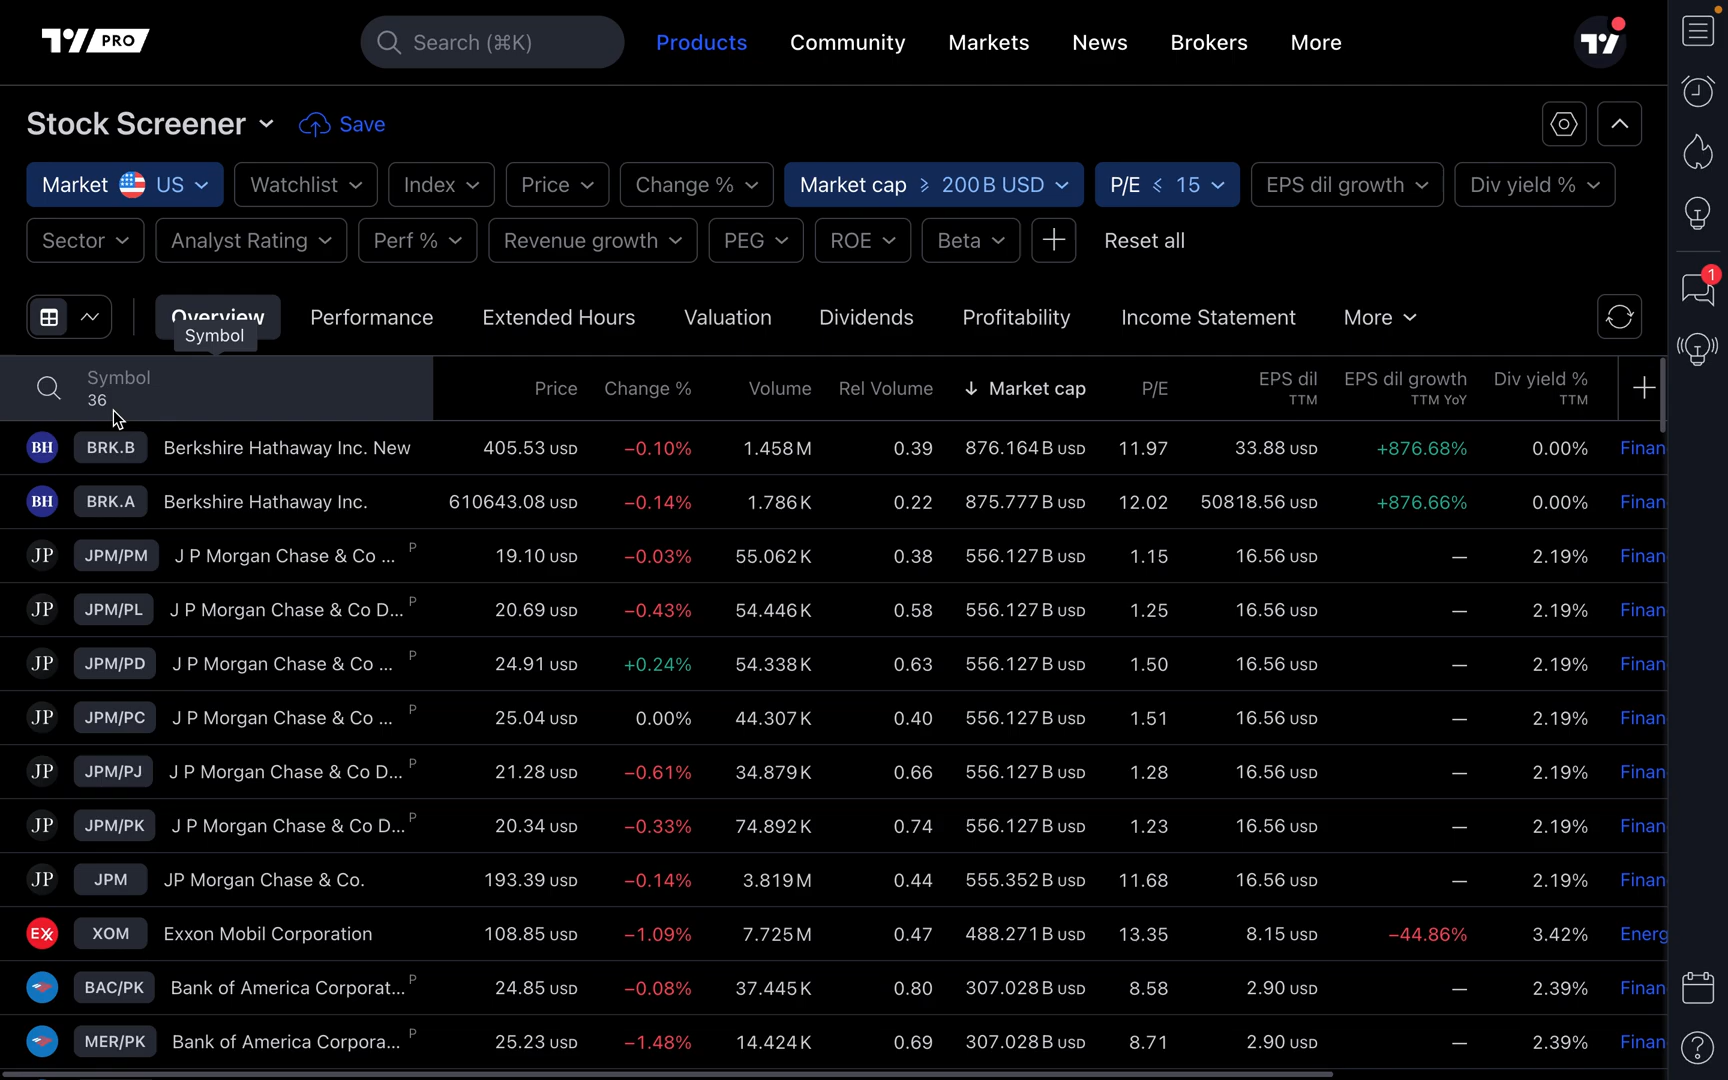 TV PRO
Search (⌘K)
Products Community Markets News Brokers More
Stock Screener Save
Market US Watchlist Index Price Change % Market cap ≥ 200 B USD P/E ≤ 15 EPS dil growth Div yield %
Sector Analyst Rating Perf % Revenue growth PEG ROE Beta + Reset all
Overview Performance Extended Hours Valuation Dividends Profitability Income Statement More
Symbol
Symbol 36 Price Change % Volume Rel Volume ↓ Market cap P/E EPS dil TTM EPS dil growth TTM YoY Div yield % TTM +
1
BH BRK.B Berkshire Hathaway Inc. New 405.53 USD −0.10% 1.458 M 0.39 876.164 B USD 11.97 33.88 USD +876.68% 0.00% Finan
BH BRK.A Berkshire Hathaway Inc. 610643.08 USD −0.14% 1.786 K 0.22 875.777 B USD 12.02 50818.56 USD +876.66% 0.00% Finan
JP JPM/PM J P Morgan Chase & Co ... P 19.10 USD −0.03% 55.062 K 0.38 556.127 B USD 1.15 16.56 USD — 2.19% Finan
JP JPM/PL J P Morgan Chase & Co D... P 20.69 USD −0.43% 54.446 K 0.58 556.127 B USD 1.25 16.56 USD — 2.19% Finan
JP JPM/PD J P Morgan Chase & Co ... P 24.91 USD +0.24% 54.338 K 0.63 556.127 B USD 1.50 16.56 USD — 2.19% Finan
JP JPM/PC J P Morgan Chase & Co ... P 25.04 USD 0.00% 44.307 K 0.40 556.127 B USD 1.51 16.56 USD — 2.19% Finan
JP JPM/PJ J P Morgan Chase & Co D... P 21.28 USD −0.61% 34.879 K 0.66 556.127 B USD 1.28 16.56 USD — 2.19% Finan
JP JPM/PK J P Morgan Chase & Co D... P 20.34 USD −0.33% 74.892 K 0.74 556.127 B USD 1.23 16.56 USD — 2.19% Finan
JP JPM JP Morgan Chase & Co. 193.39 USD −0.14% 3.819 M 0.44 555.352 B USD 11.68 16.56 USD — 2.19% Finan
EX XOM Exxon Mobil Corporation 108.85 USD −1.09% 7.725 M 0.47 488.271 B USD 13.35 8.15 USD −44.86% 3.42% Energ
BAC/PK Bank of America Corporat... P 24.85 USD −0.08% 37.445 K 0.80 307.028 B USD 8.58 2.90 USD — 2.39% Finan
MER/PK Bank of America Corpora... P 25.23 USD −1.48% 14.424 K 0.69 307.028 B USD 8.71 2.90 USD — 2.39% Finan